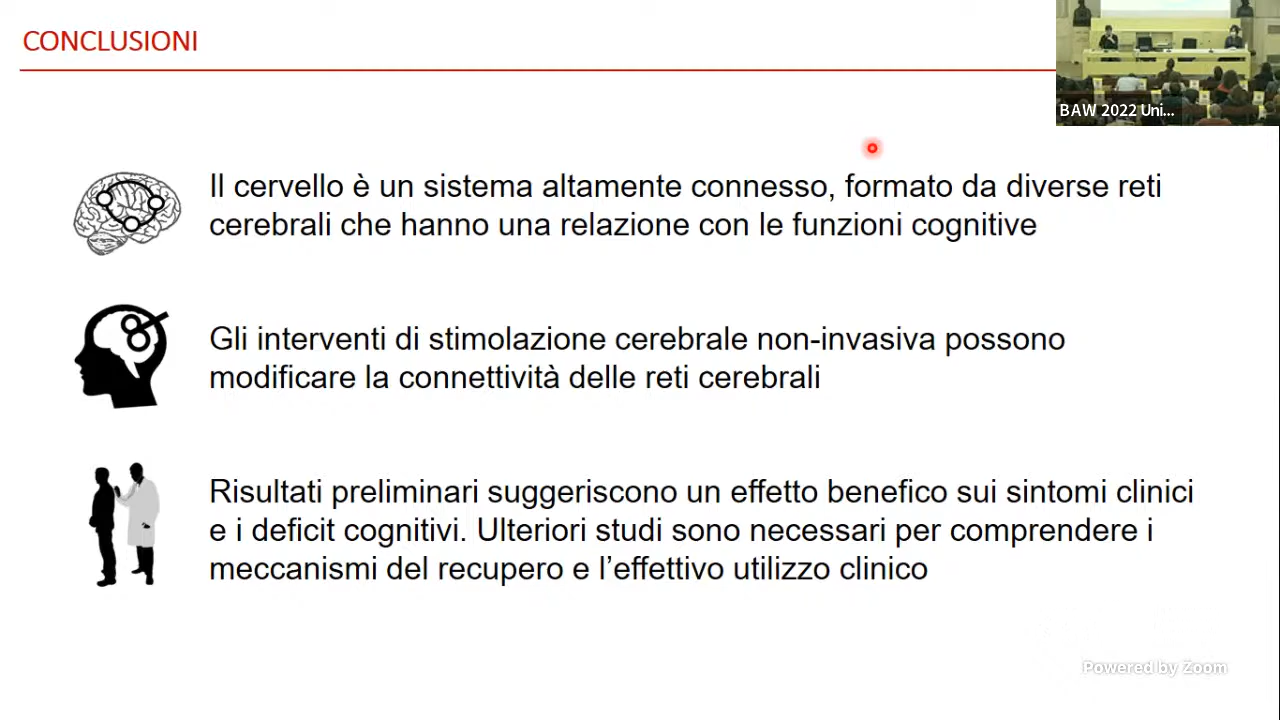 CONCLUSIONI
BAW 2022 Uni...
Il cervello è un sistema altamente connesso, formato da diverse reti
cerebrali che hanno una relazione con le funzioni cognitive
Gli interventi di stimolazione cerebrale non-invasiva possono
modificare la connettività delle reti cerebrali
Risultati preliminari suggeriscono un effetto benefico sui sintomi clinici
e i deficit cognitivi. Ulteriori studi sono necessari per comprendere i
meccanismi del recupero e l’effettivo utilizzo clinico
Powered by Zoom